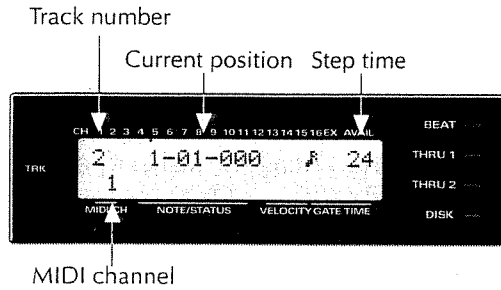 Track number
Current position Step time
CH 1 2 3 4 5 6 7 8 9 10 11 12 13 14 15 16 EX AVAIL
BEAT
2 1-01-000 ♪ 24
THRU 1
TRK
1
THRU 2
MIDI CH NOTE/STATUS VELOCITY GATE TIME
DISK
MIDI channel